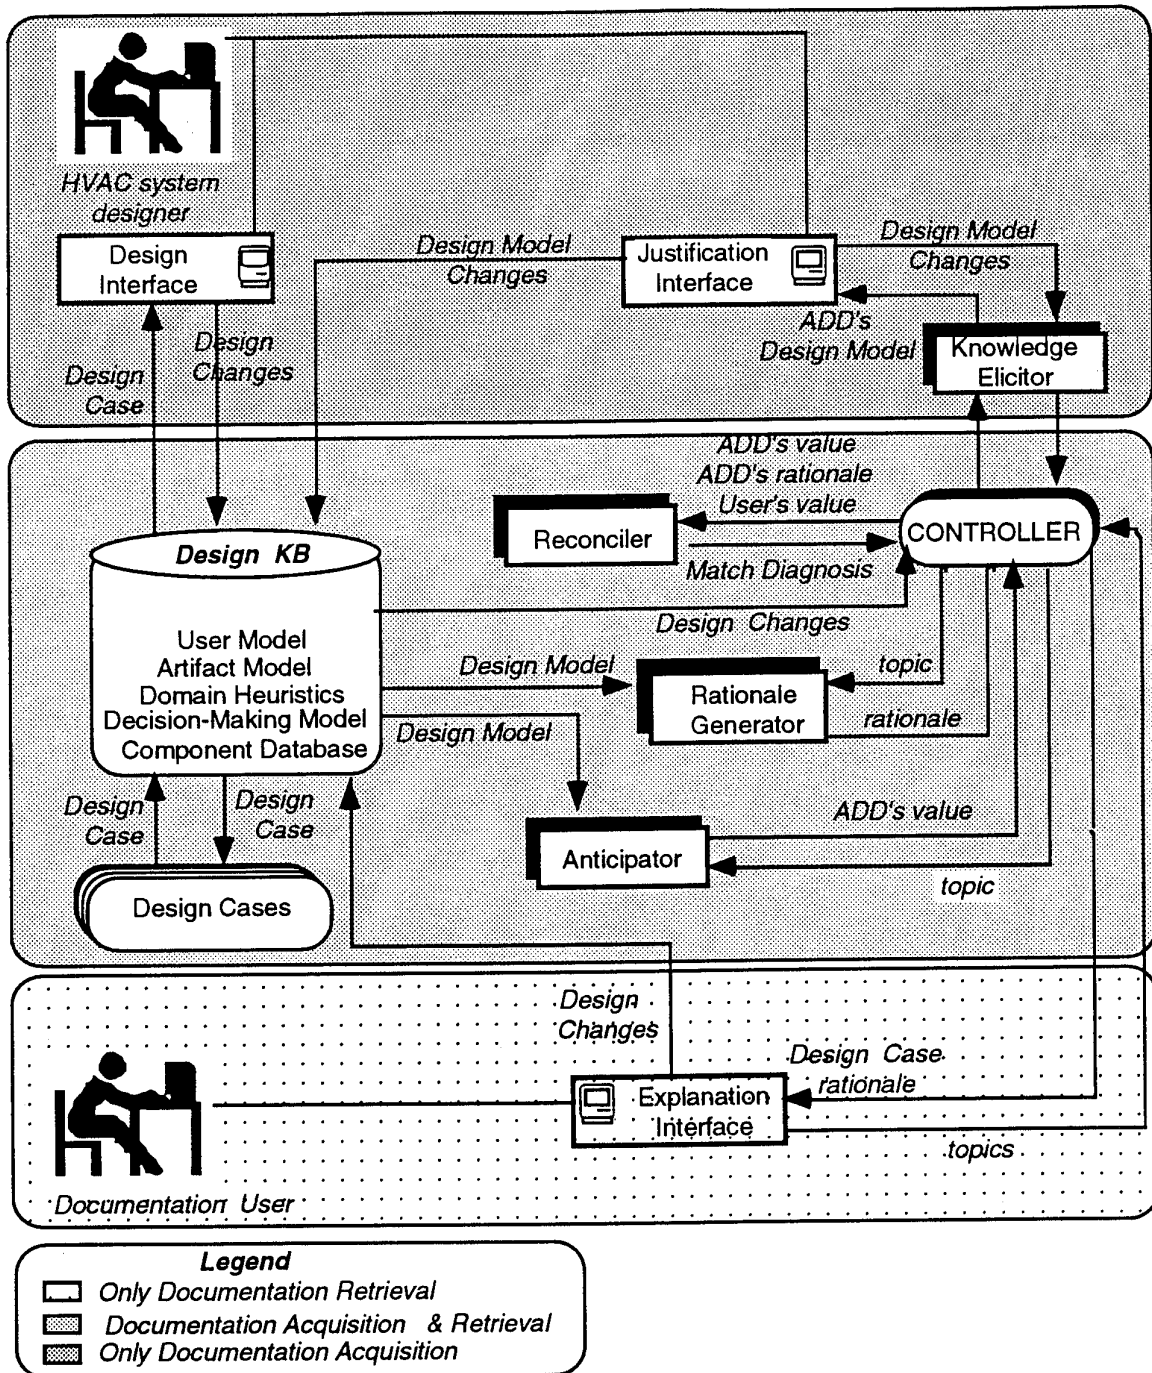 HVAC system
designer
Design
Interface
Design Model
Changes
Justification
Interface
Design Model
Changes
ADD's
Design Model
Knowledge
Elicitor
Design
Changes
Design
Case
ADD's value
ADD's rationale
User's value
Reconciler
CONTROLLER
Match Diagnosis
Design KB
Design Changes
User Model
Artifact Model
Domain Heuristics
Decision-Making Model
Component Database
Design Model
Design Model
topic
Rationale
Generator
rationale
Design
Case
Design
Case
ADD's value
Anticipator
topic
Design Cases
Design
Changes
Design Case
rationale
Explanation
Interface
topics
Documentation User
Legend
Only Documentation Retrieval
Documentation Acquisition & Retrieval
Only Documentation Acquisition